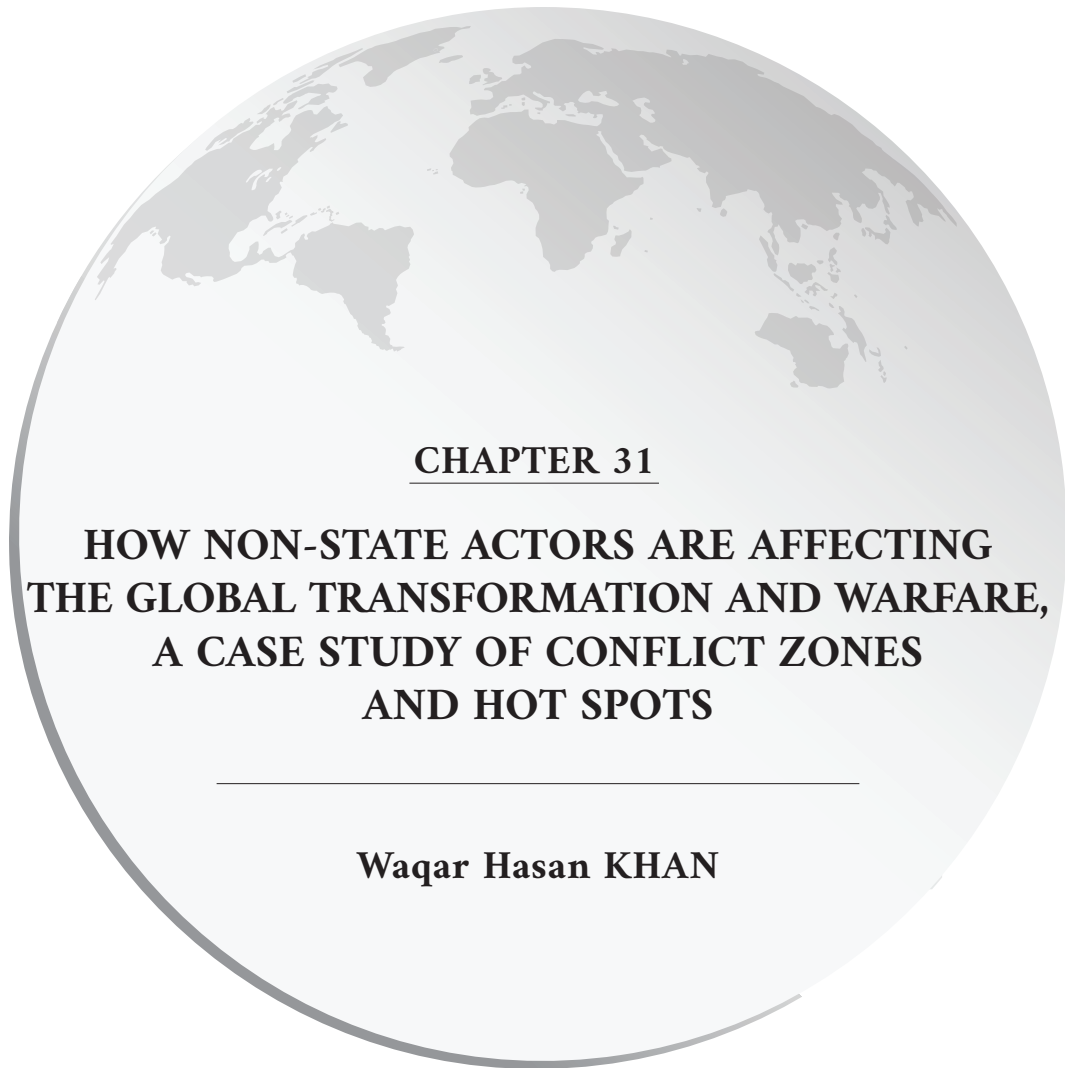 CHAPTER 31
HOW NON-STATE ACTORS ARE AFFECTING
THE GLOBAL TRANSFORMATION AND WARFARE,
A CASE STUDY OF CONFLICT ZONES
AND HOT SPOTS
Waqar Hasan KHAN